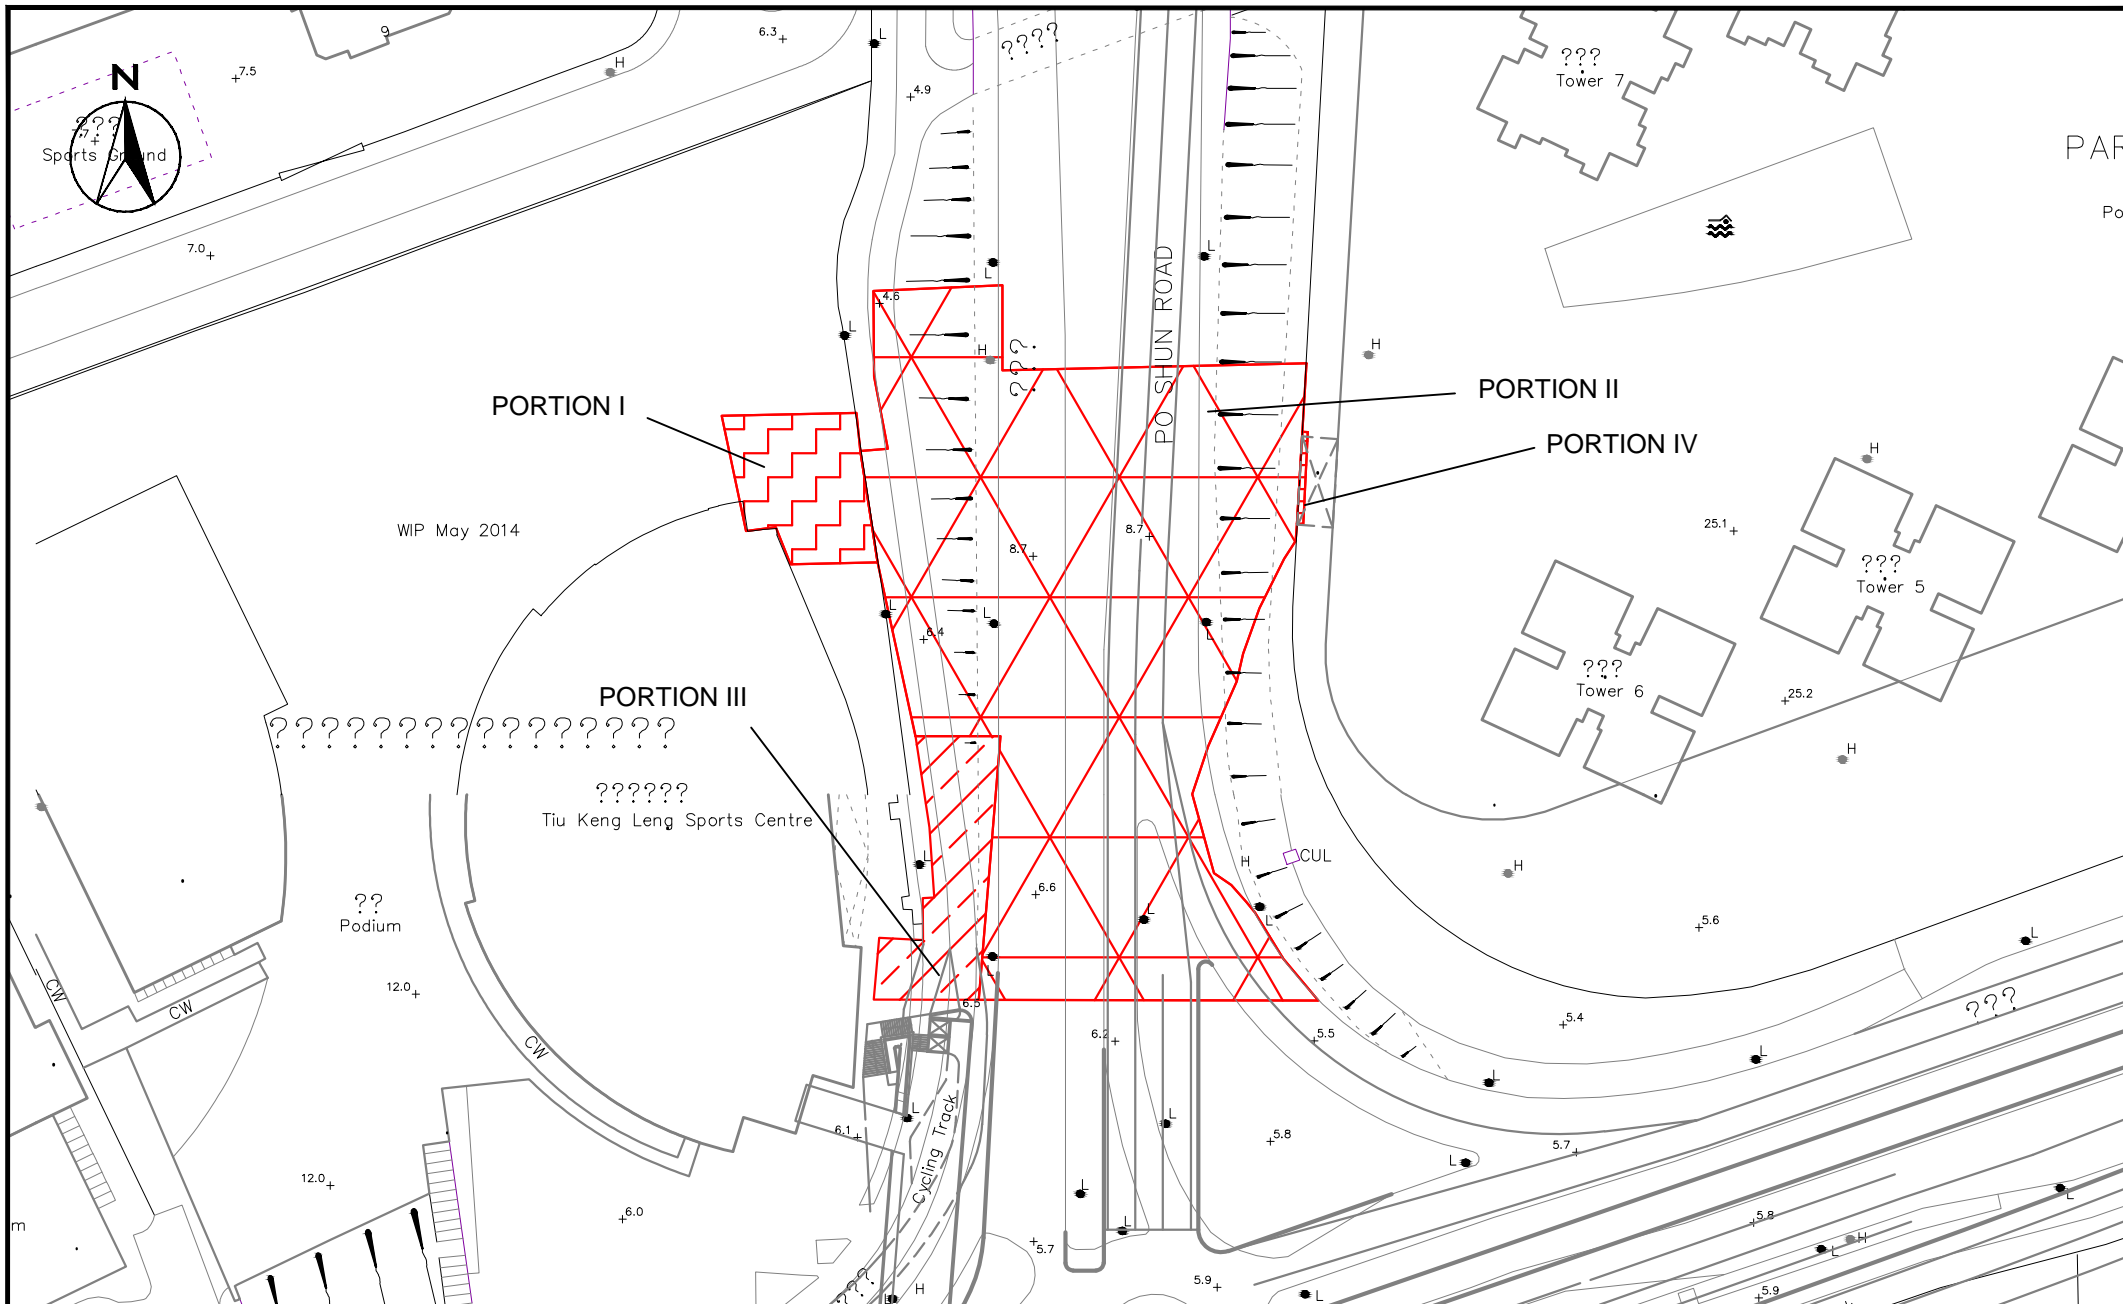 9
6.3
L
H
7.5
N
4.9
????
???
Tower 7
PAR
???
7.
Sports Ground
Po
7.0
L
L
PO SHUN ROAD
4.6
L
H
???.
H
PORTION II
PORTION I
PORTION IV
H
WIP May 2014
8.7
8.7
25.1
???
Tower 5
L
6.4
L
L
???
Tower 6
25.2
PORTION III
????????????????
H
??????
Tiu Keng Leng Sports Centre
L
H
CUL
H
6.6
??
Podium
L
L
5.6
L
L
CW
CW
12.0
6.5
???
5.4
6.2
5.5
CW
L
L
Cycling Track
L
L
6.1
5.8
5.7
L
12.0
L
L
m
6.0
L
5.8
5.7
L
H
???.
H
5.9
L
5.9